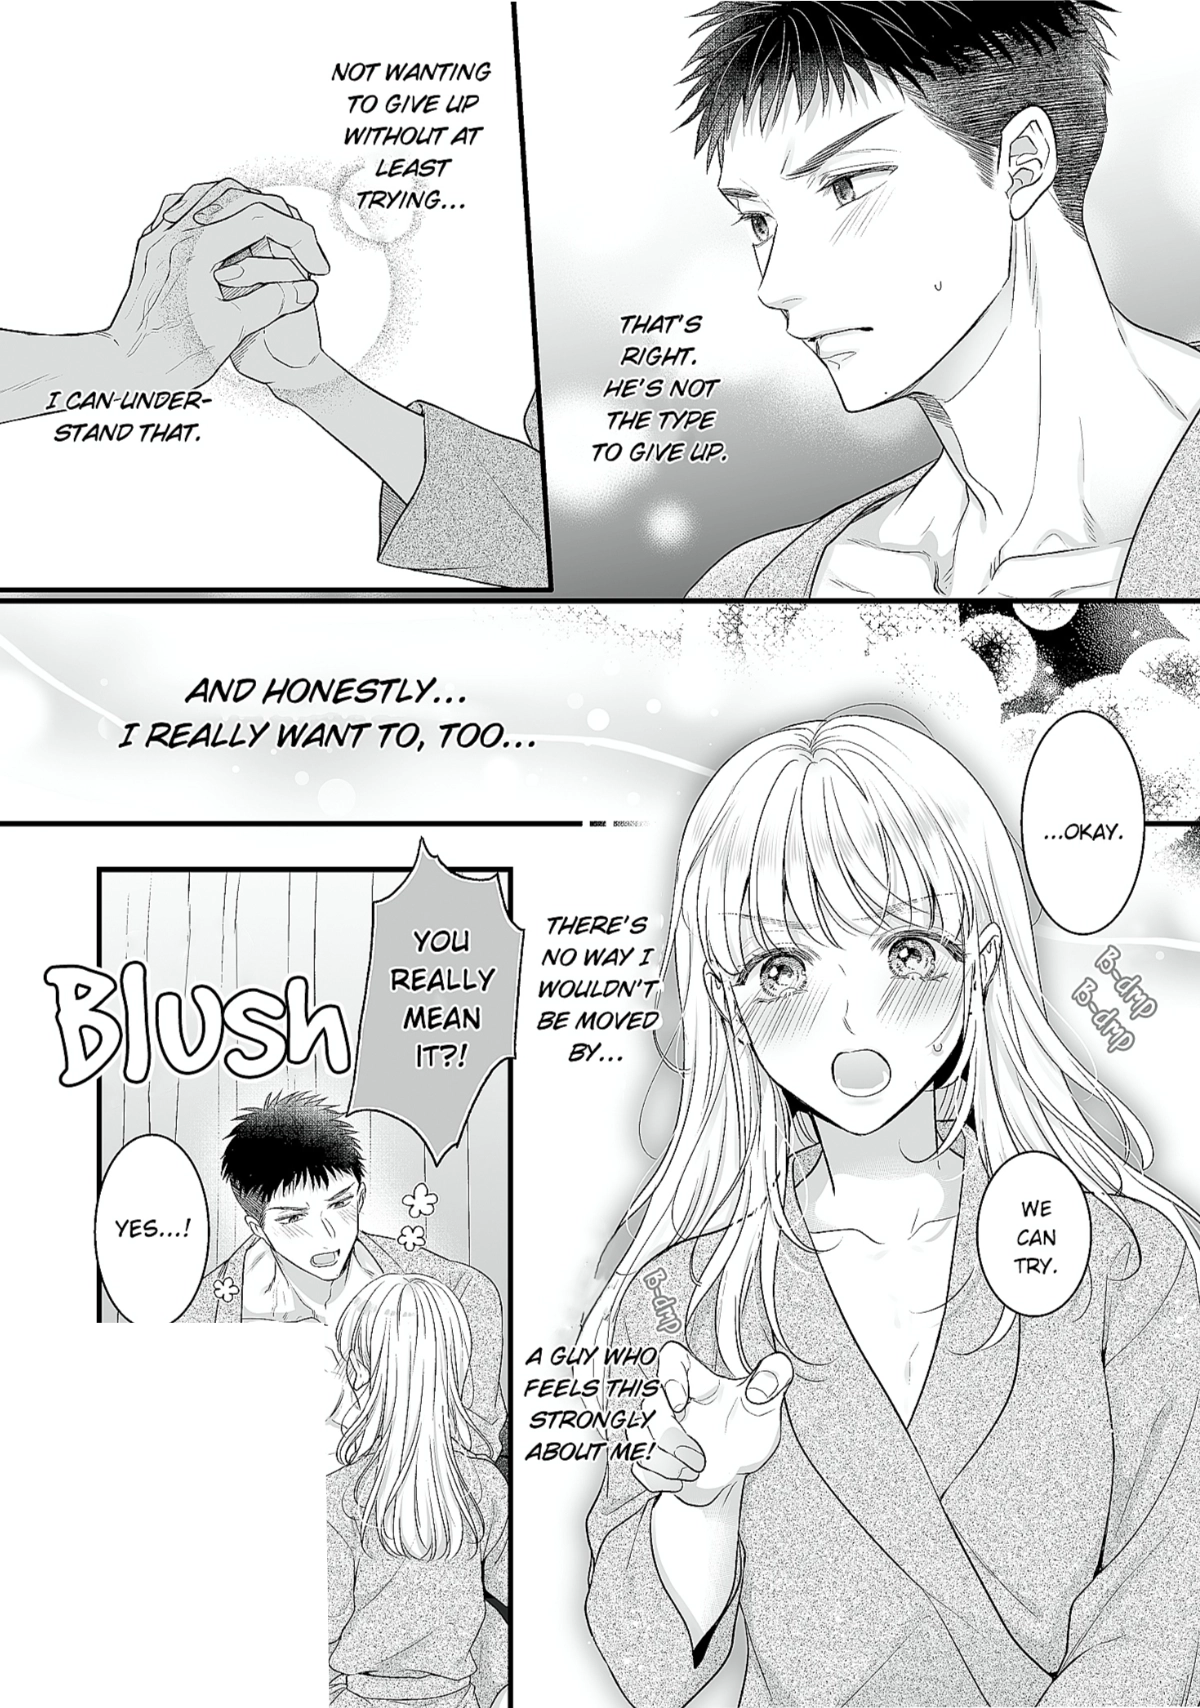 THAT'S
RIGHT.
HE'S NOT
THE TYPE
TO GIVE UP.
NOT WANTING
TO GIVE UP
WITHOUT AT
LEAST
TRYING...
I CAN UNDER-
STAND THAT.
AND HONESTLY...
I REALLY WANT TO, TOO...
...OKAY.
B-dmp
B-dmp
WE
CAN
TRY.
THERE'S
NO WAY I
WOULDN'T
BE MOVED
BY...
B-dmp
A GUY WHO
FEELS THIS
STRONGLY
ABOUT ME!
YOU
REALLY
MEAN
IT?!
Blush
YES...!